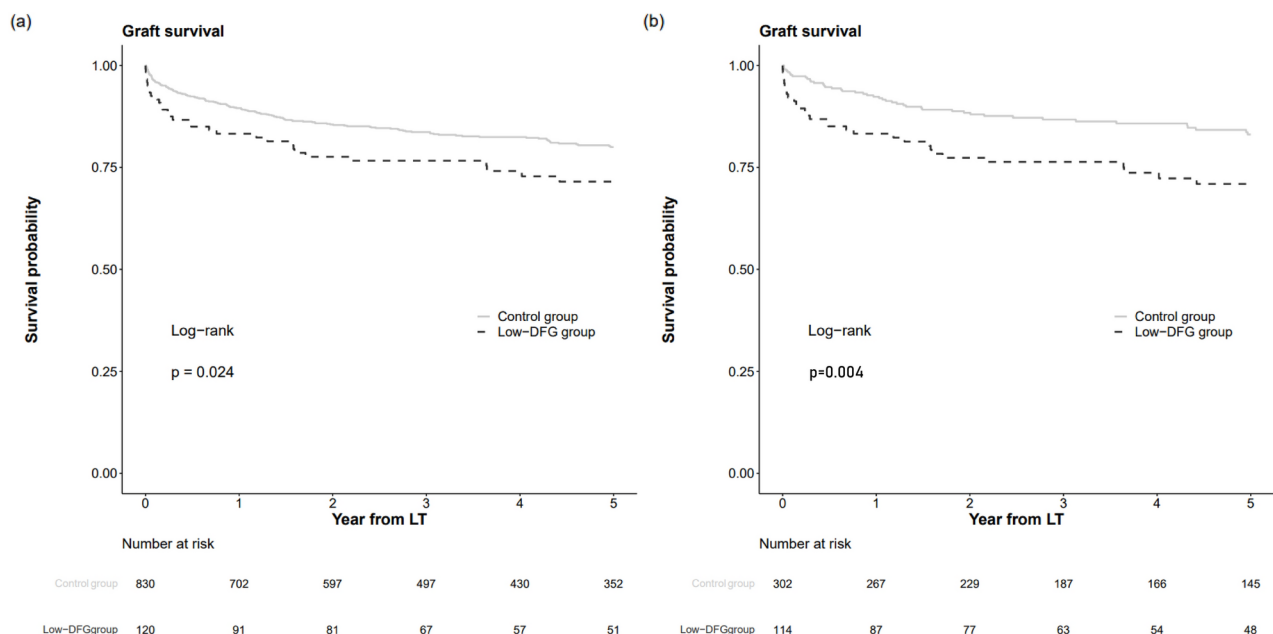 (a)
Graft survival
1.00
0.75
0.50
0.25
0.00
Survival probability
Log-rank
p = 0.024
Control group
Low-DFG group
0 1 2 3 4 5
Year from LT
Number at risk
Control group 830 702 597 497 430 352
Low-DFGgroup 120 91 81 67 57 51
(b)
Graft survival
1.00
0.75
0.50
0.25
0.00
Survival probability
Log-rank
p=0.004
Control group
Low-DFG group
0 1 2 3 4 5
Year from LT
Number at risk
Control group 302 267 229 187 166 145
Low-DFGgroup 114 87 77 63 54 48